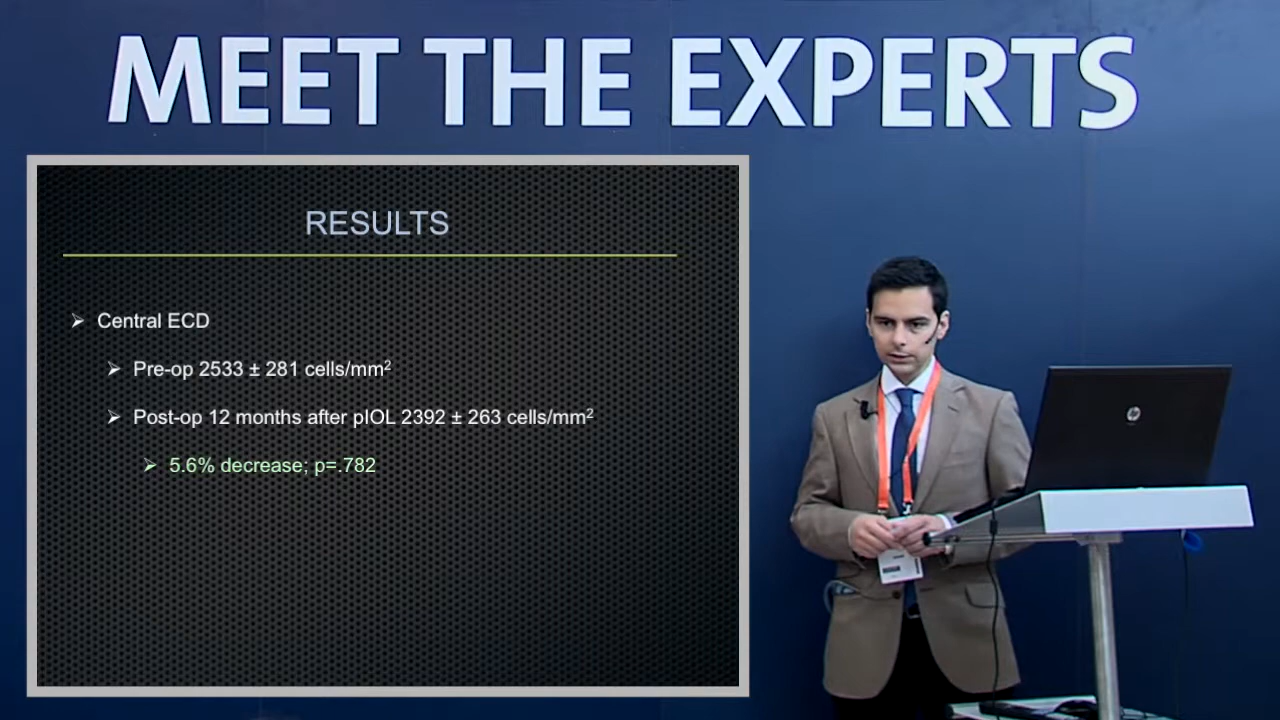 MEET THE EXPERTS
RESULTS
➢ Central ECD
➢ Pre-op 2533 ± 281 cells/mm²
➢ Post-op 12 months after pIOL 2392 ± 263 cells/mm²
➢ 5.6% decrease; p=.782
hp